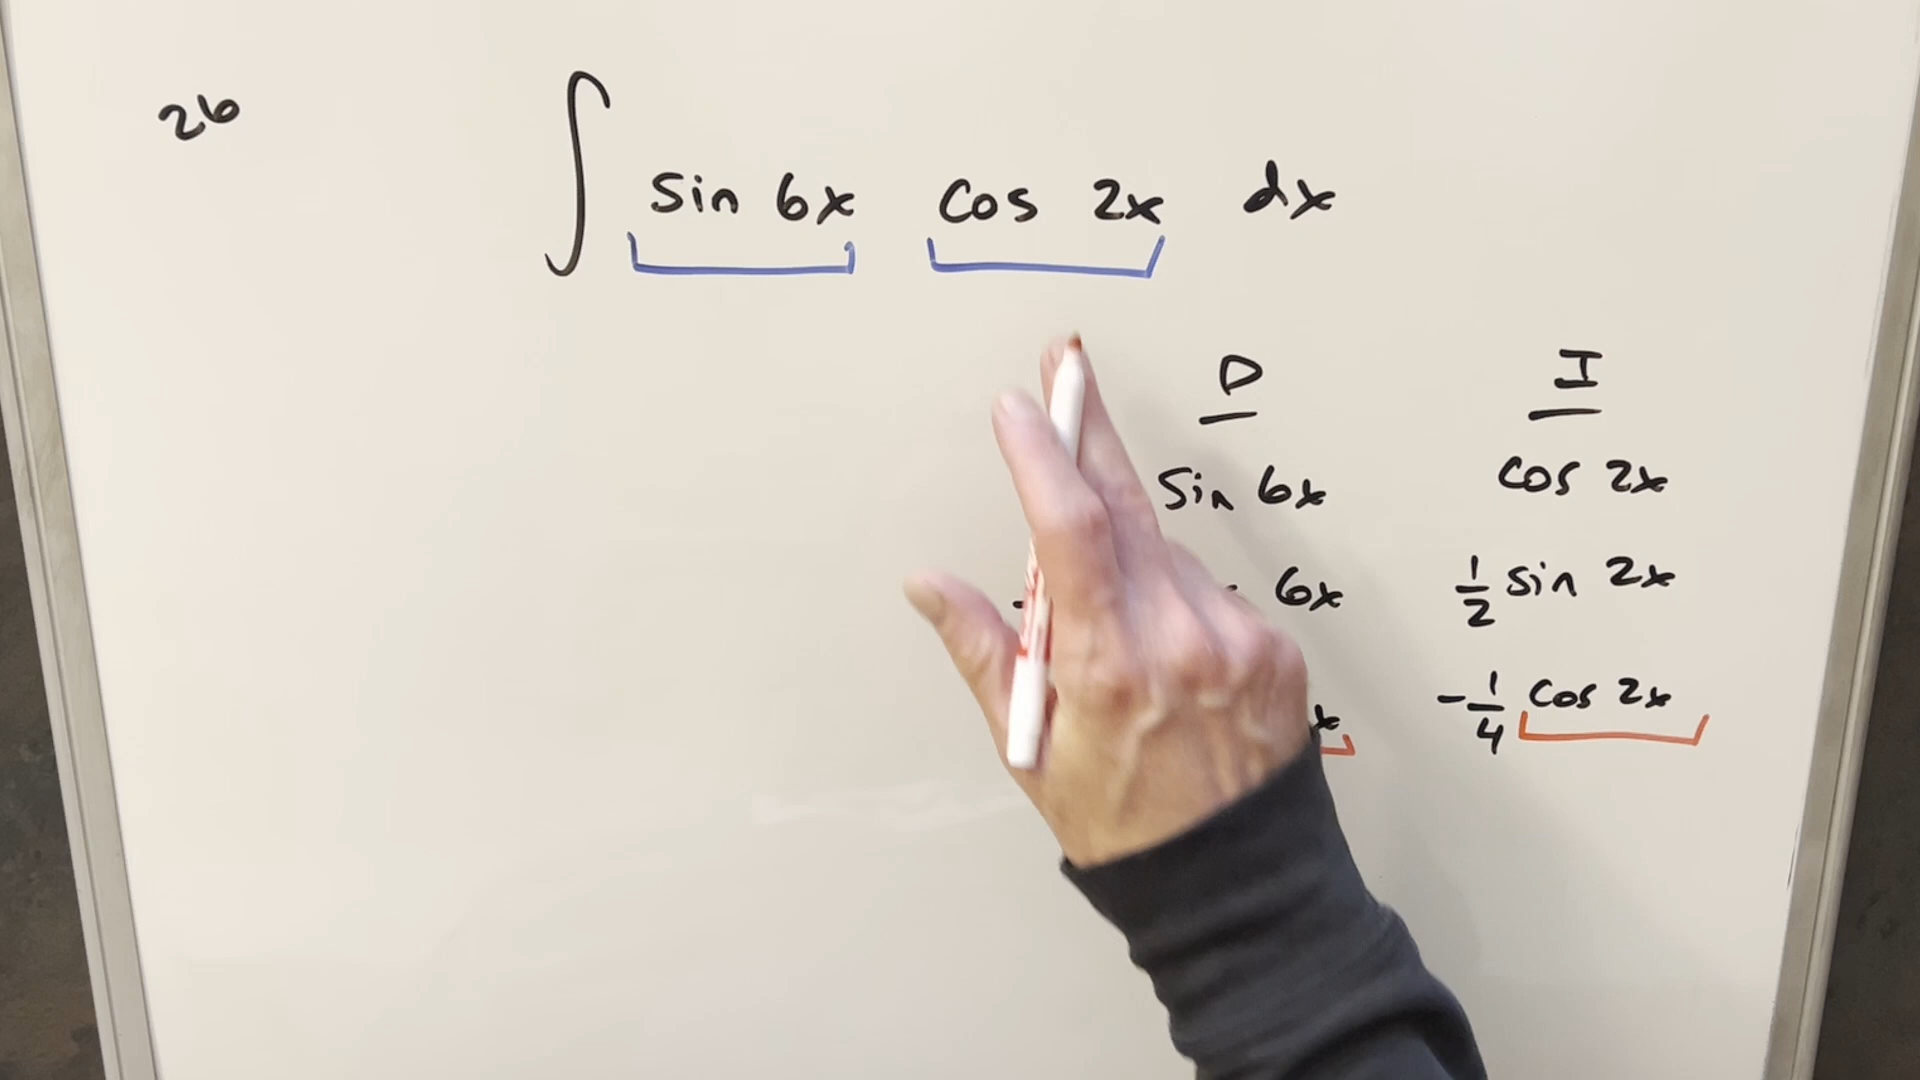 26
∫ sin 6x cos 2x dx
D I
sin 6x cos 2x
6x 1/2 sin 2x
x -1/4 cos 2x